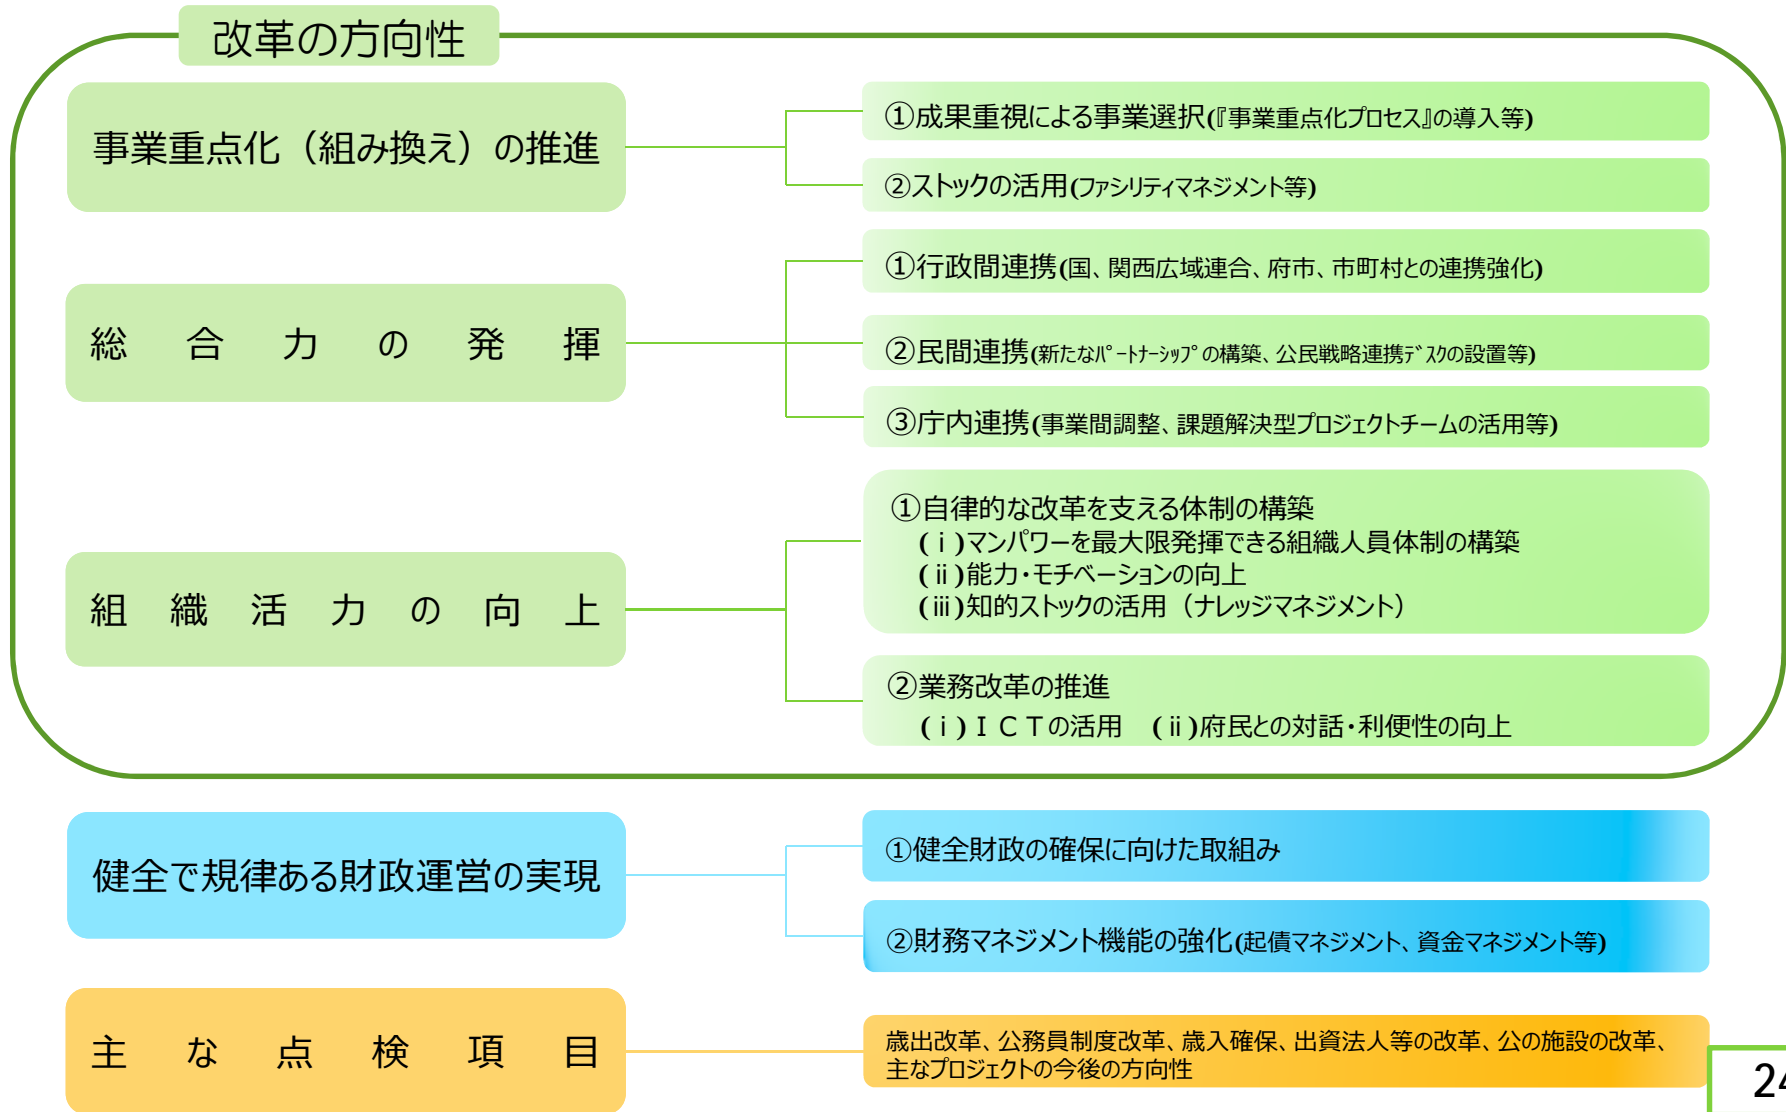 改革の方向性
事業重点化（組み換え）の推進
①成果重視による事業選択(『事業重点化プロセス』の導入等)
②ストックの活用(ファシリティマネジメント等)
総合力の発揮
①行政間連携(国、関西広域連合、府市、市町村との連携強化)
②民間連携(新たなﾊﾟｰﾄﾅｰｼｯﾌﾟの構築、公民戦略連携ﾃﾞｽｸの設置等)
③庁内連携(事業間調整、課題解決型プロジェクトチームの活用等)
組織活力の向上
①自律的な改革を支える体制の構築
(ⅰ)マンパワーを最大限発揮できる組織人員体制の構築
(ⅱ)能力・モチベーションの向上
(ⅲ)知的ストックの活用（ナレッジマネジメント）
②業務改革の推進
(ⅰ)ＩＣＴの活用　(ⅱ)府民との対話・利便性の向上
健全で規律ある財政運営の実現
①健全財政の確保に向けた取組み
②財務マネジメント機能の強化(起債マネジメント、資金マネジメント等)
主な点検項目
歳出改革、公務員制度改革、歳入確保、出資法人等の改革、公の施設の改革、
主なプロジェクトの今後の方向性
24